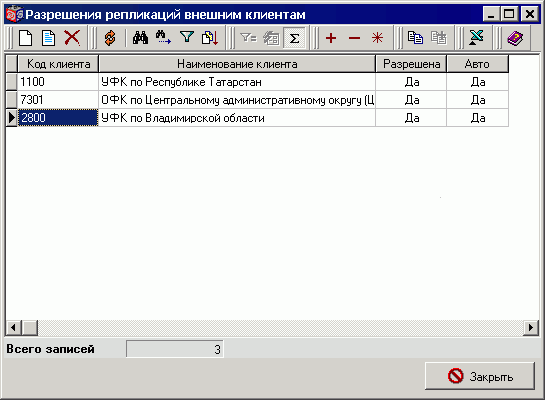 Разрешения репликаций внешним клиентам
Код клиента Наименование клиента Разрешена Авто
1100 УФК по Республике Татарстан Да Да
7301 ОФК по Центральному административному округу (Ц Да Да
2800 УФК по Владимирской области Да Да
Всего записей 3
Закрыть